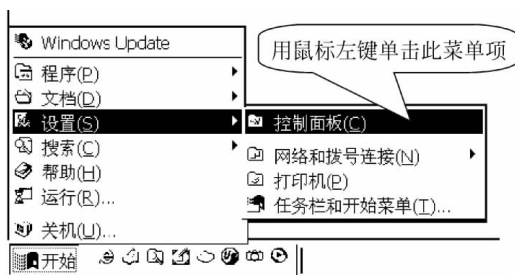 Windows Update
用鼠标左键单击此菜单项
程序(P)
文档(D)
设置(S)
控制面板(C)
搜索(C)
网络和拨号连接(N)
帮助(H)
打印机(P)
运行(R)...
任务栏和开始菜单(T)...
关机(U)...
开始